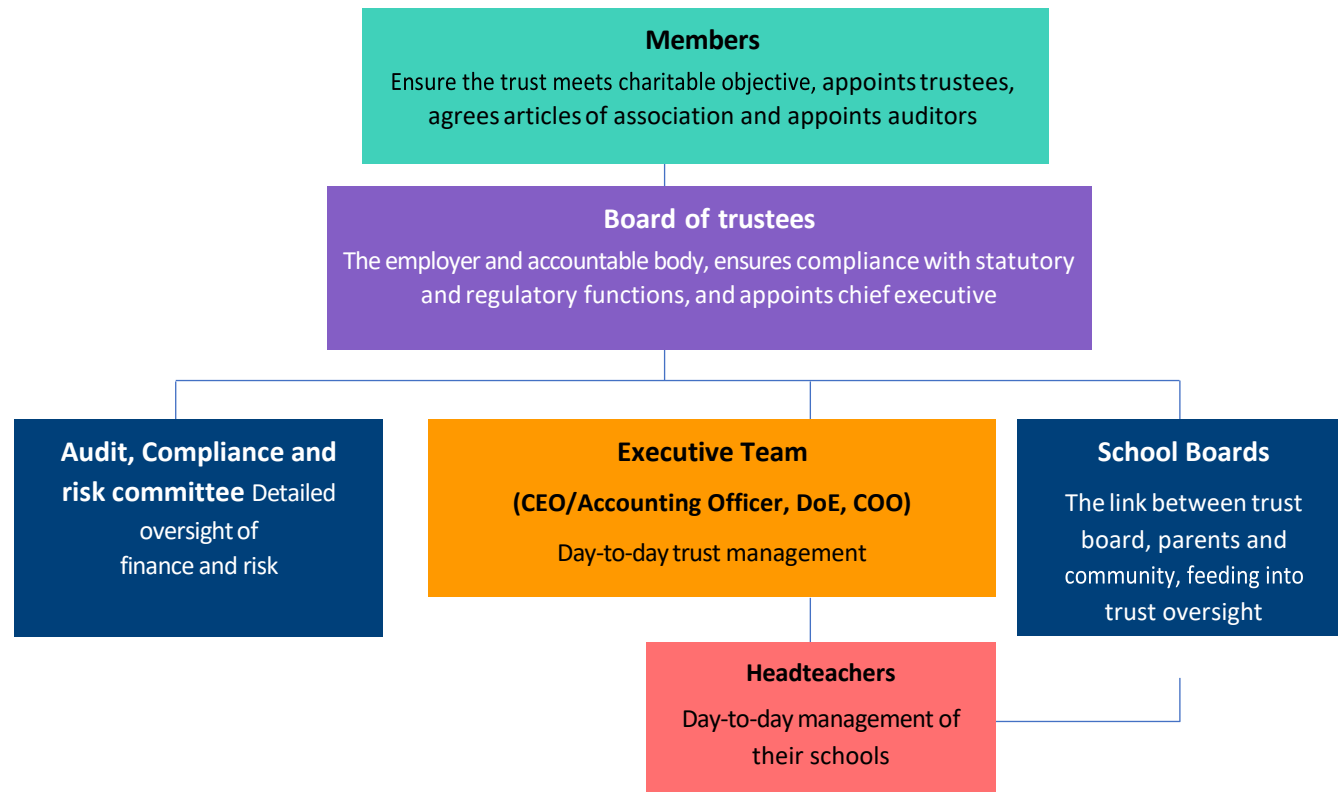 Members
Ensure the trust meets charitable objective, appoints trustees,
agrees articles of association and appoints auditors
Board of trustees
The employer and accountable body, ensures compliance with statutory
and regulatory functions, and appoints chief executive
Audit, Compliance and
risk committee Detailed
oversight of
finance and risk
Executive Team
(CEO/Accounting Officer, DoE, COO)
Day-to-day trust management
School Boards
The link between trust
board, parents and
community, feeding into
trust oversight
Headteachers
Day-to-day management of
their schools